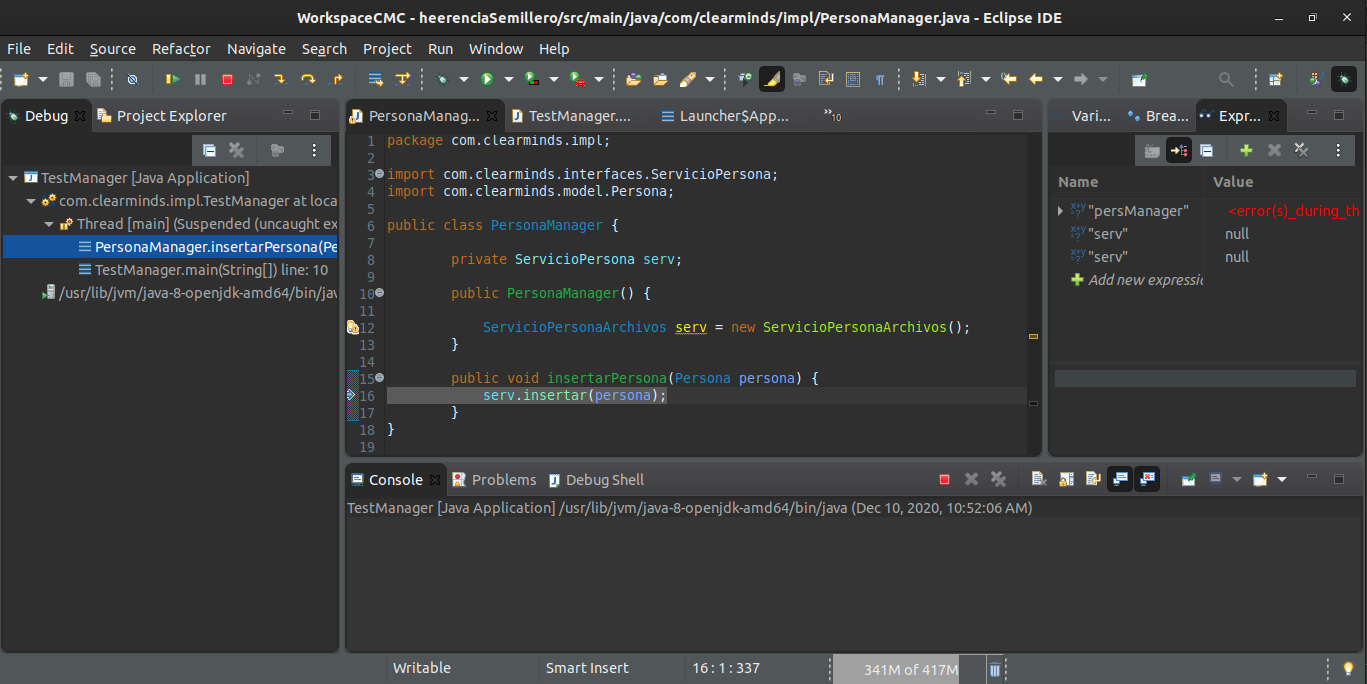 WorkspaceCMC - heerenciaSemillero/src/main/java/com/clearminds/impl/PersonaManager.java - Eclipse IDE
File Edit Source Refactor Navigate Search Project Run Window Help
Debug Project Explorer
TestManager [Java Application]
com.clearminds.impl.TestManager at loca
Thread [main] (Suspended (uncaught ex
PersonaManager.insertarPersona(Pe
TestManager.main(String[]) line: 10
/usr/lib/jvm/java-8-openjdk-amd64/bin/jav
PersonaManag... TestManager.... Launcher$App... »10
1 package com.clearminds.impl;
2
3 import com.clearminds.interfaces.ServicioPersona;
4 import com.clearminds.model.Persona;
5
6 public class PersonaManager {
7
8 private ServicioPersona serv;
9
10 public PersonaManager() {
11
12 ServicioPersonaArchivos serv = new ServicioPersonaArchivos();
13 }
14
15 public void insertarPersona(Persona persona) {
16 serv.insertar(persona);
17 }
18 }
19
Vari... Brea... Expr...
Name Value
"persManager" <error(s)_during_th
"serv" null
"serv" null
Add new expressic
Console Problems Debug Shell
TestManager [Java Application] /usr/lib/jvm/java-8-openjdk-amd64/bin/java (Dec 10, 2020, 10:52:06 AM)
Writable Smart Insert 16 : 1 : 337 341M of 417M